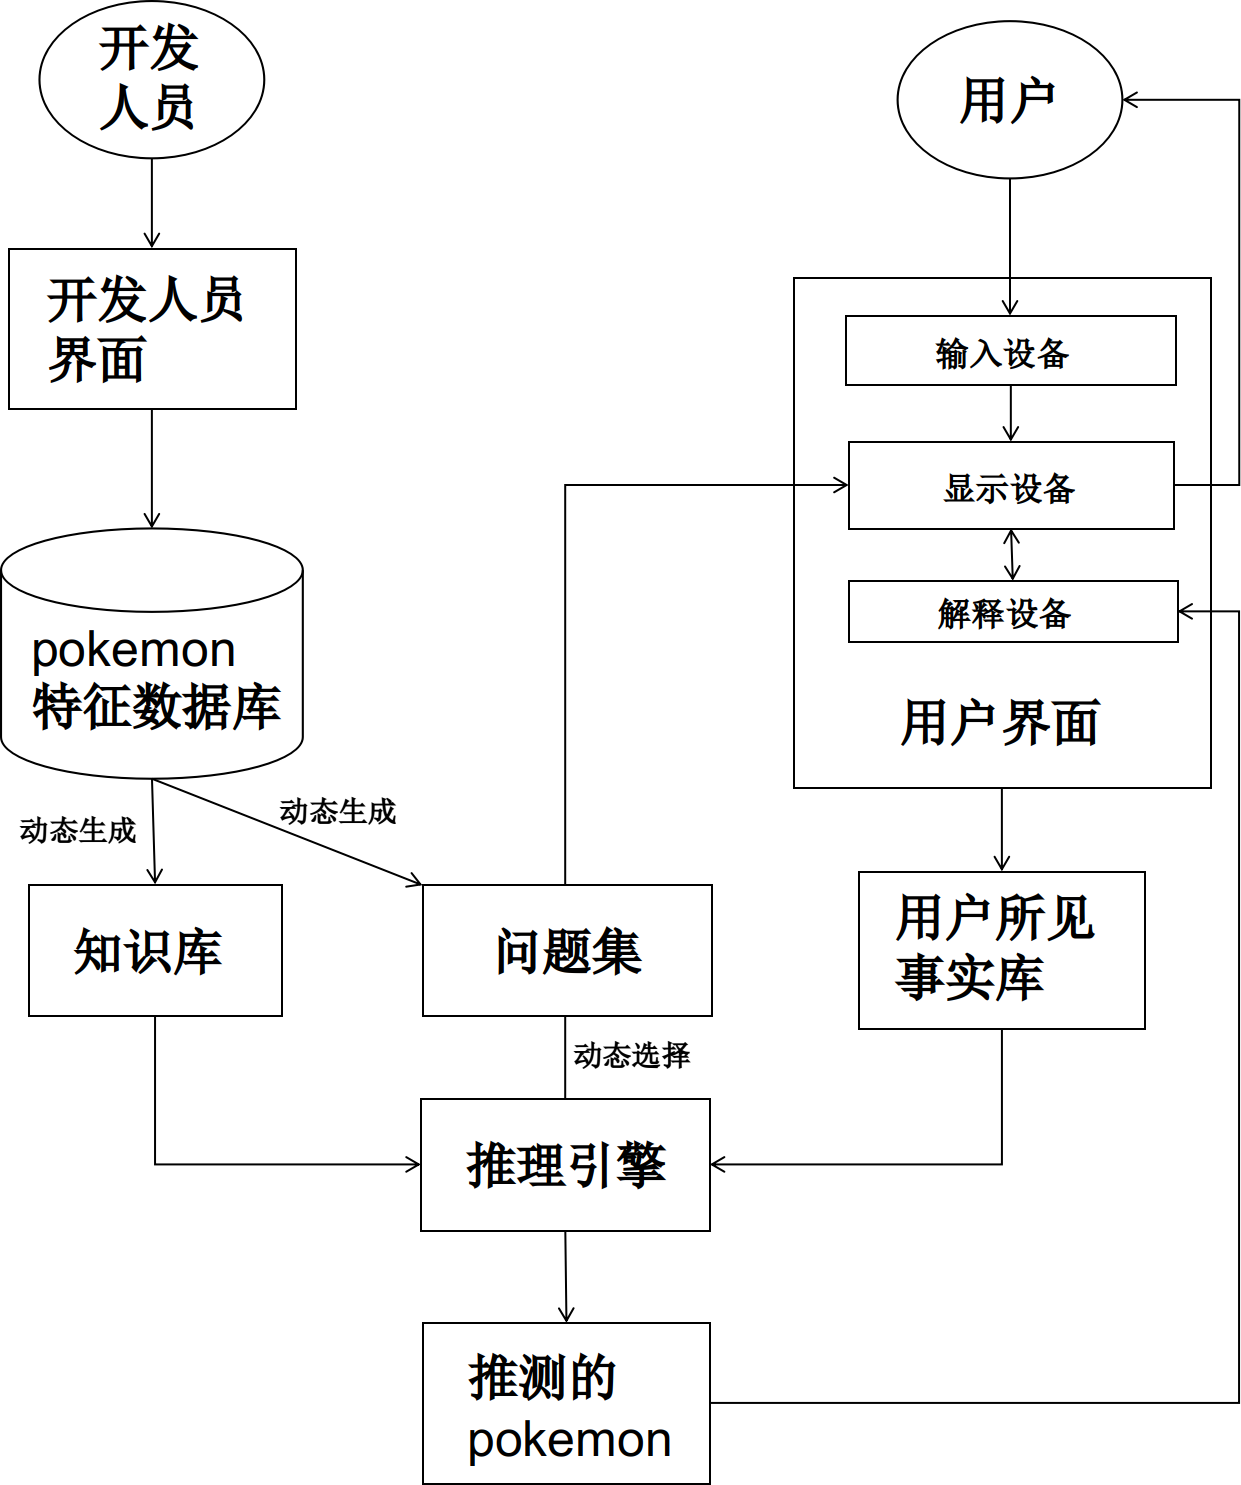 开发
人员
用户
开发人员
界面
输入设备
显示设备
解释设备
用户界面
pokemon
特征数据库
动态生成
动态生成
知识库
问题集
用户所见
事实库
动态选择
推理引擎
推测的
pokemon